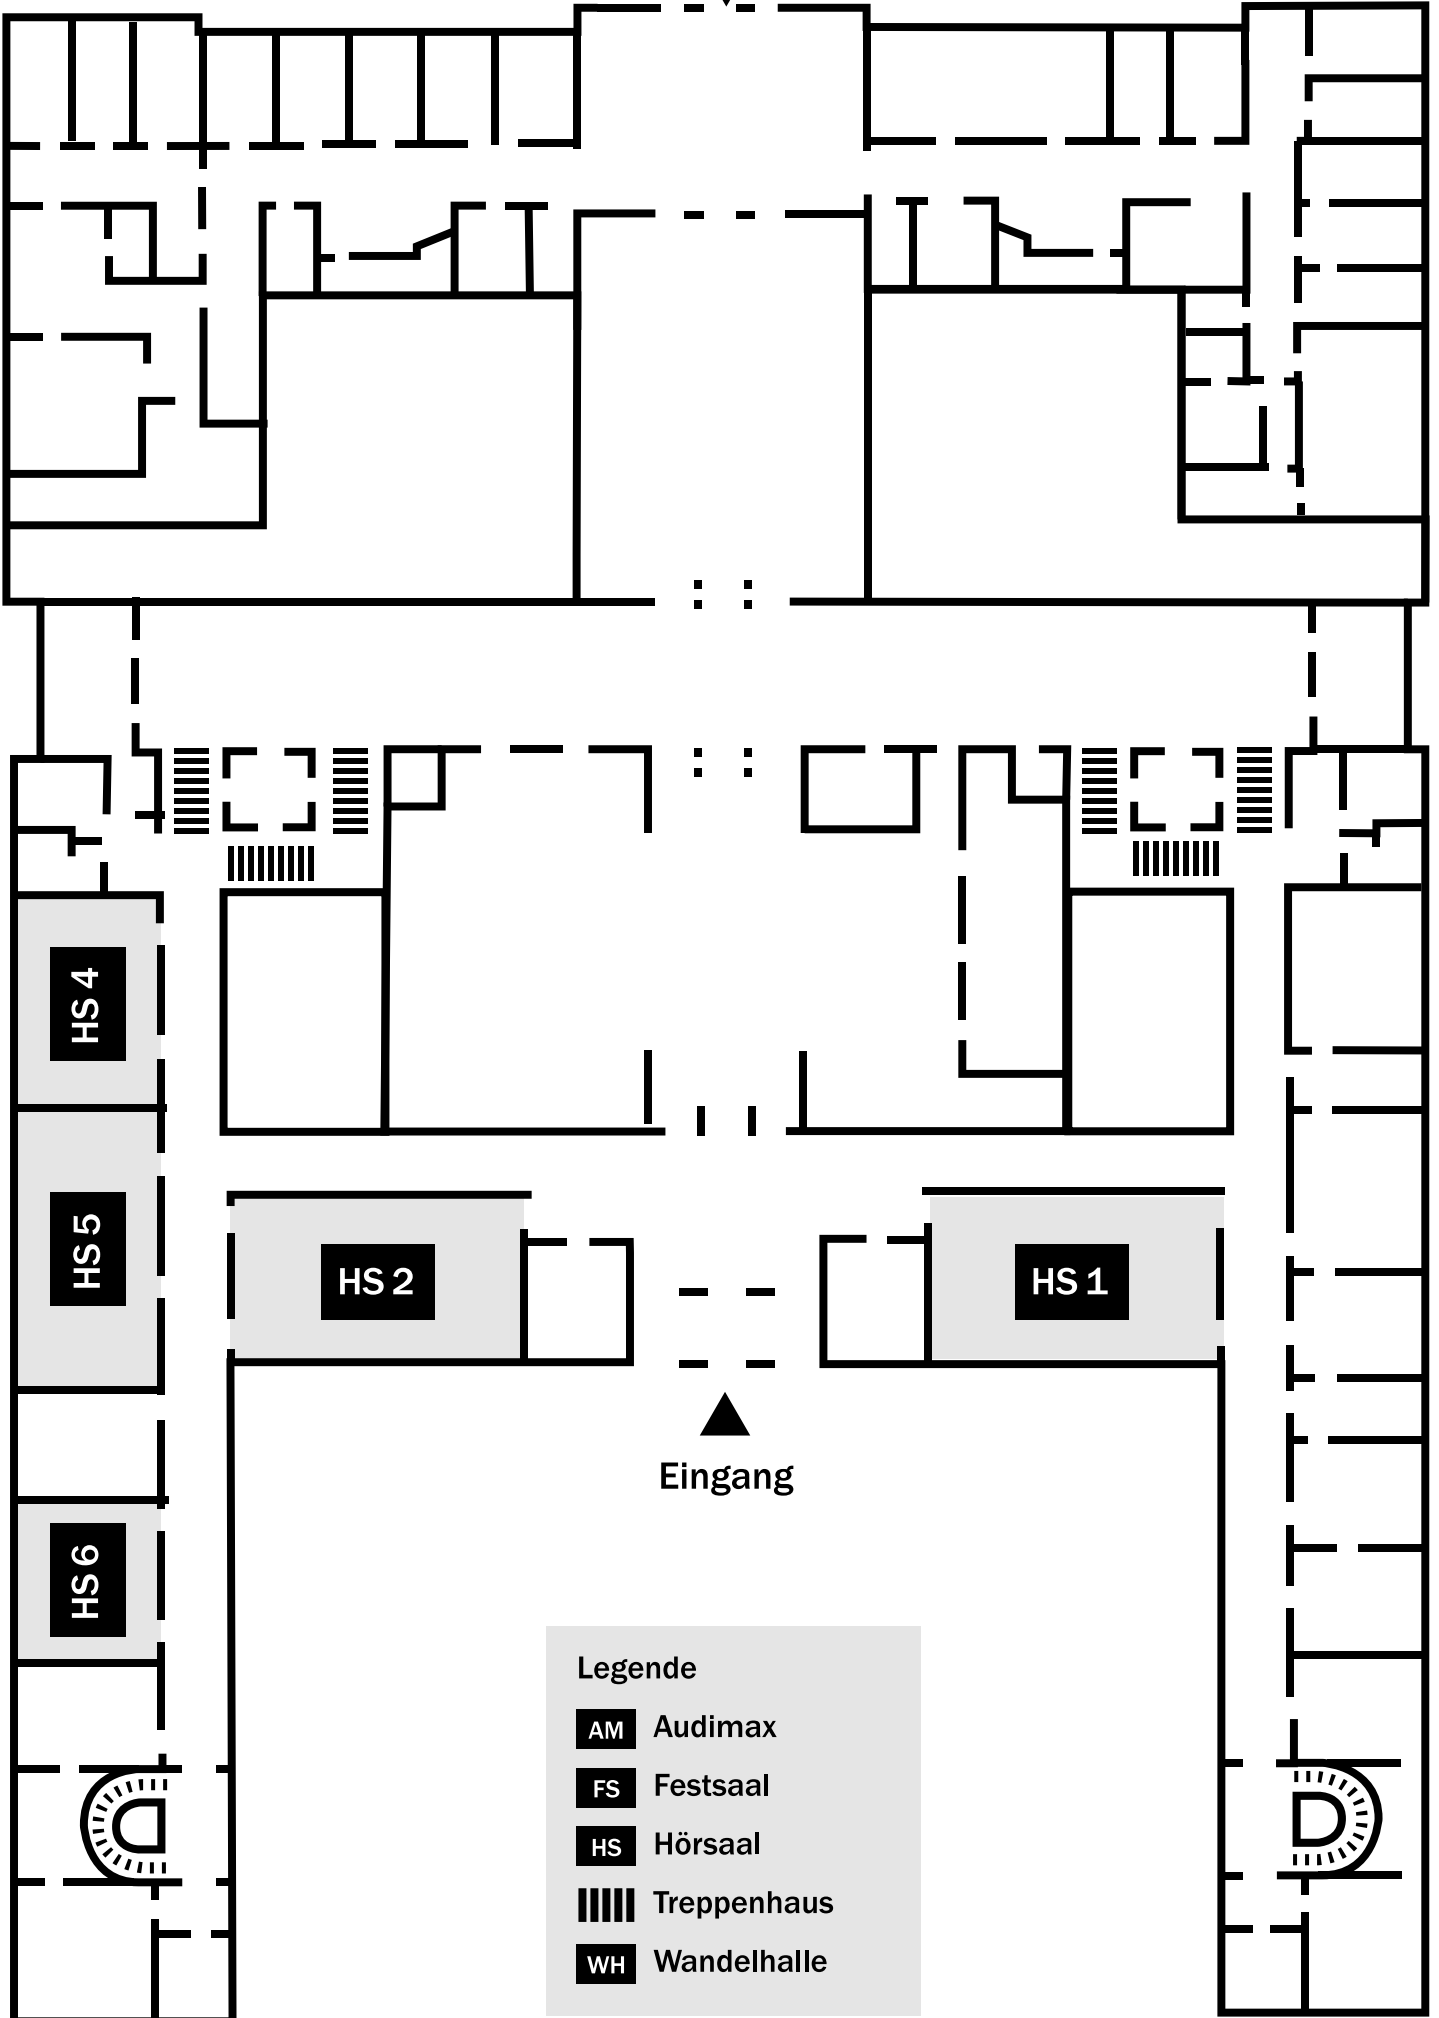 HS 4
HS 5
HS 2
HS 1
Eingang
HS 6
Legende
AM Audimax
FS Festsaal
HS Hörsaal
Treppenhaus
WH Wandelhalle